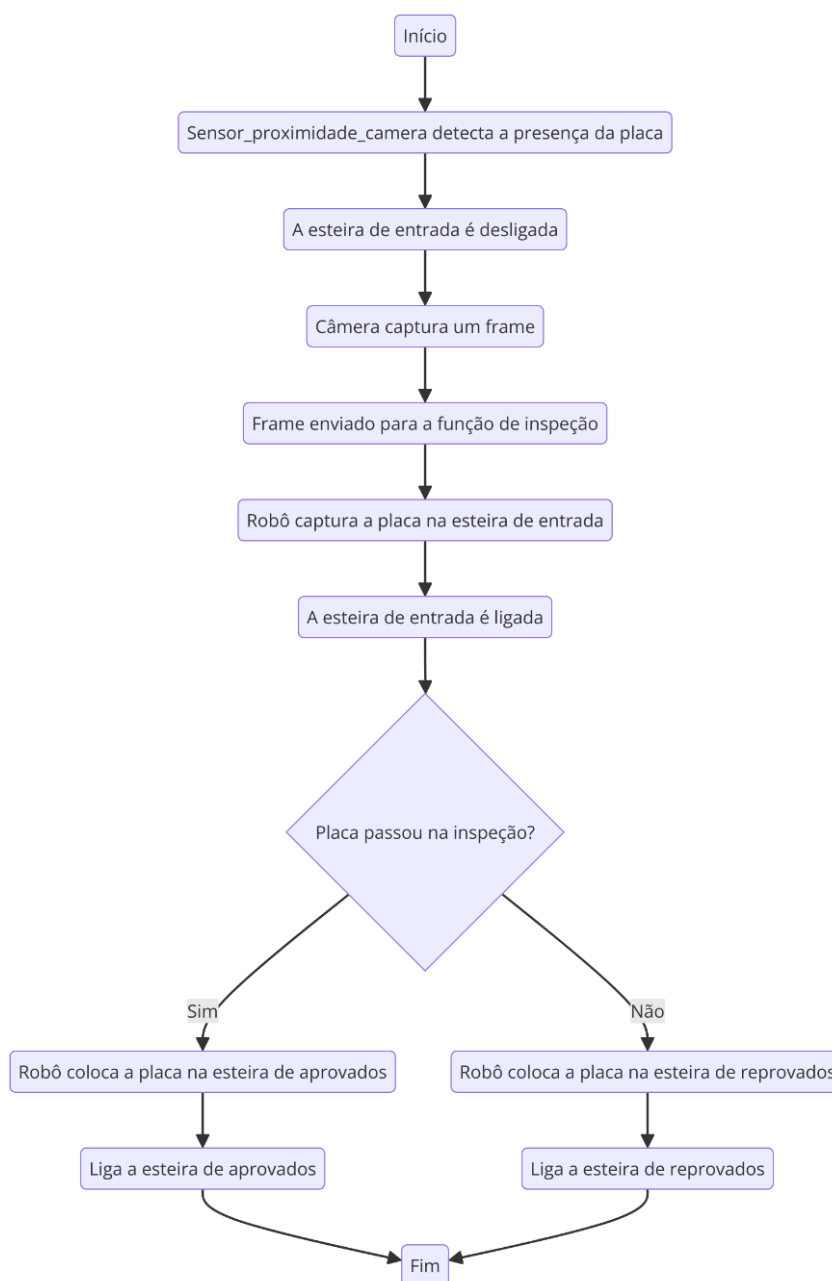 Início
Sensor_proximidade_camera detecta a presença da placa
A esteira de entrada é desligada
Câmera captura um frame
Frame enviado para a função de inspeção
Robô captura a placa na esteira de entrada
A esteira de entrada é ligada
Placa passou na inspeção?
Sim
Não
Robô coloca a placa na esteira de aprovados
Robô coloca a placa na esteira de reprovados
Liga a esteira de aprovados
Liga a esteira de reprovados
Fim